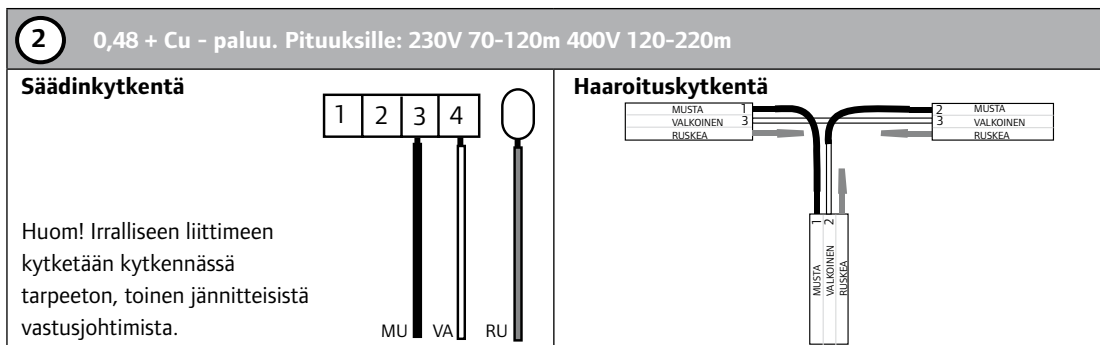 2 0,48 + Cu - paluu. Pituuksille: 230V 70-120m 400V 120-220m
Säädinkytkentä
1 2 3 4
Huom! Irralliseen liittimeen
kytketään kytkennässä
tarpeeton, toinen jännitteisistä
vastusjohtimista.
MU VA RU
Haaroituskytkentä
MUSTA 1
VALKOINEN 3
RUSKEA
2 MUSTA
3 VALKOINEN
RUSKEA
1 MUSTA
2 VALKOINEN
RUSKEA